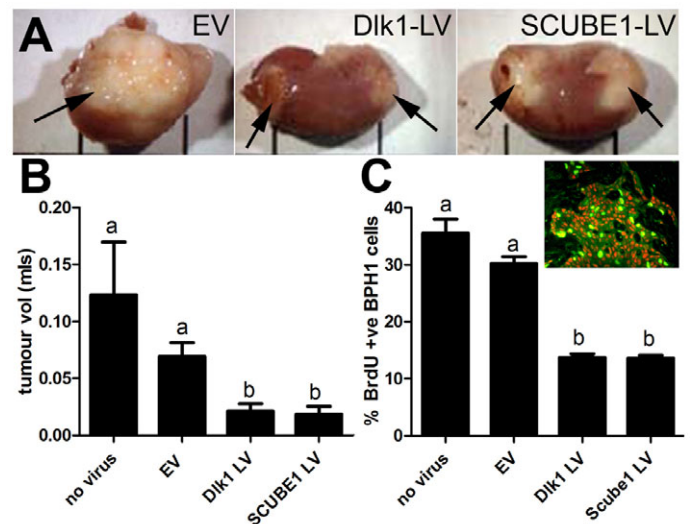 A
EV
Dlk1-LV
SCUBE1-LV
B
tumour vol (mls)
0.20
0.15
0.10
0.05
0.00
a
a
b
b
no virus
EV
Dlk1 LV
SCUBE1 LV
C
% BrdU +ve BPH1 cells
40
30
20
10
0
a
a
b
b
no virus
EV
Dlk1 LV
Scube1 LV